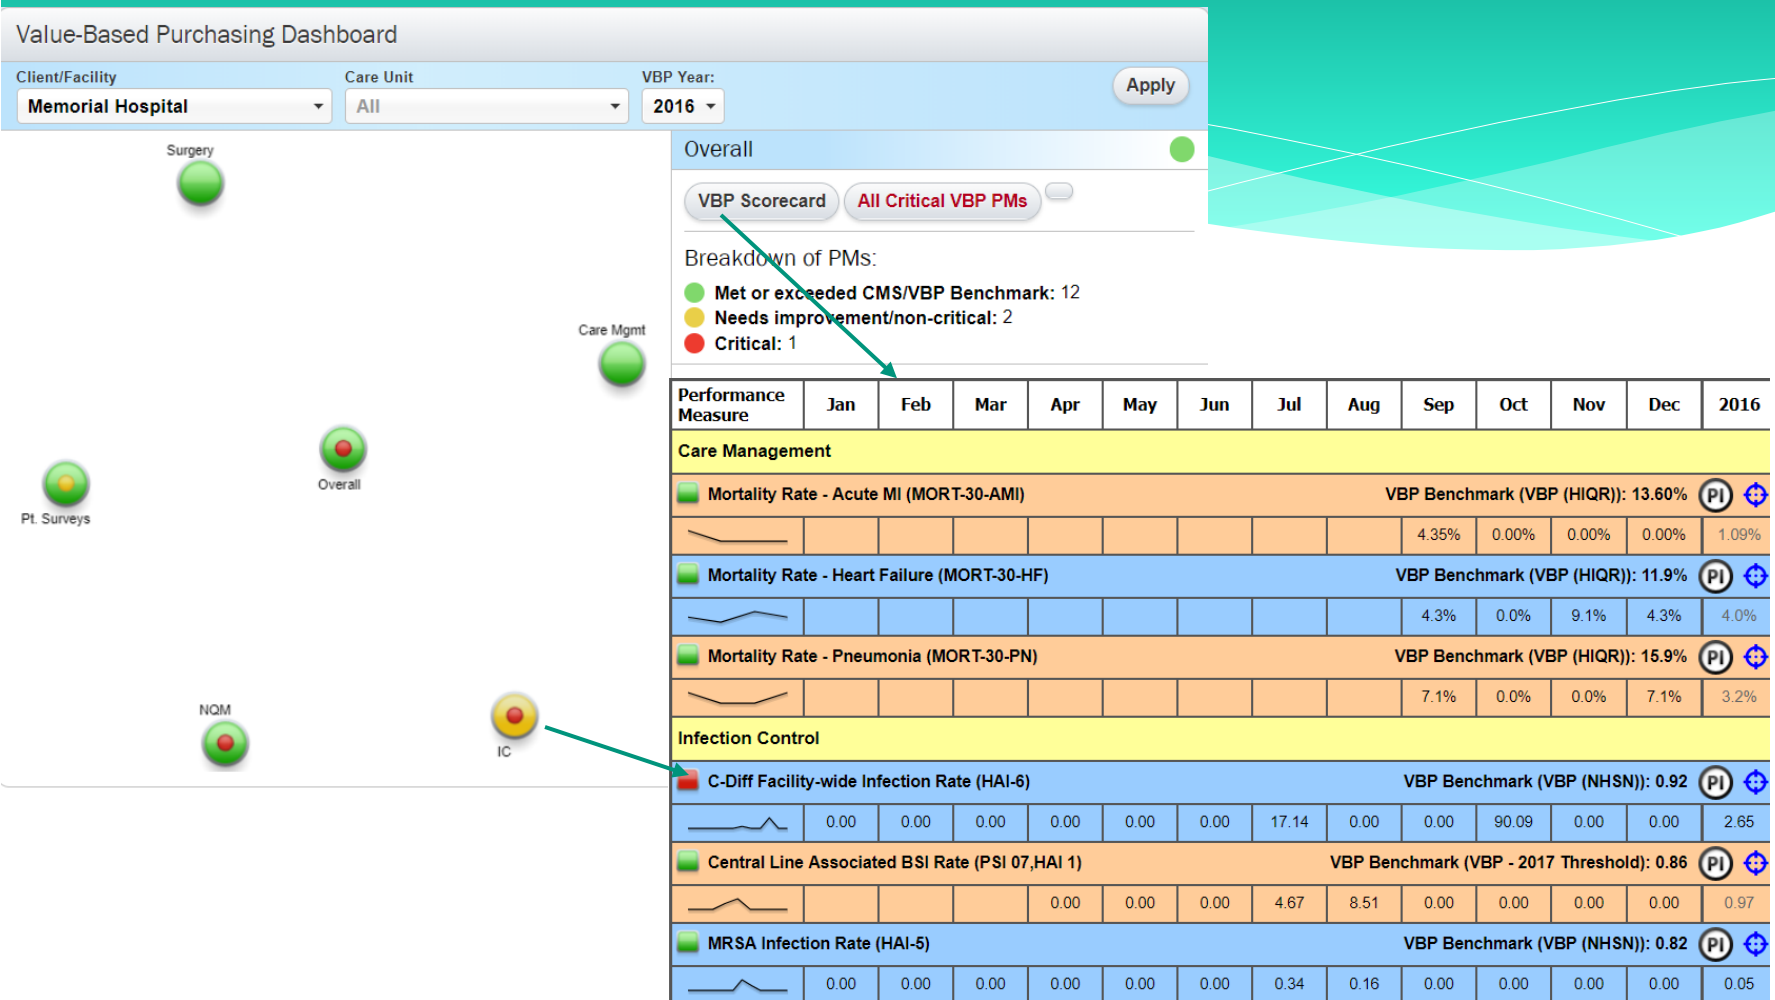 Value-Based Purchasing Dashboard
Client/Facility Care Unit VBP Year:
Memorial Hospital All 2016 Apply
Surgery
Care Mgmt
Overall
Pt. Surveys
NQM
IC
Overall
VBP Scorecard All Critical VBP PMs
Breakdown of PMs:
Met or exceeded CMS/VBP Benchmark: 12
Needs improvement/non-critical: 2
Critical: 1
Performance Measure Jan Feb Mar Apr May Jun Jul Aug Sep Oct Nov Dec 2016
Care Management
Mortality Rate - Acute MI (MORT-30-AMI) VBP Benchmark (VBP (HIQR)): 13.60% PI
4.35% 0.00% 0.00% 0.00% 1.09%
Mortality Rate - Heart Failure (MORT-30-HF) VBP Benchmark (VBP (HIQR)): 11.9% PI
4.3% 0.0% 9.1% 4.3% 4.0%
Mortality Rate - Pneumonia (MORT-30-PN) VBP Benchmark (VBP (HIQR)): 15.9% PI
7.1% 0.0% 0.0% 7.1% 3.2%
Infection Control
C-Diff Facility-wide Infection Rate (HAI-6) VBP Benchmark (VBP (NHSN)): 0.92 PI
0.00 0.00 0.00 0.00 0.00 0.00 17.14 0.00 0.00 90.09 0.00 0.00 2.65
Central Line Associated BSI Rate (PSI 07,HAI 1) VBP Benchmark (VBP - 2017 Threshold): 0.86 PI
0.00 0.00 0.00 4.67 8.51 0.00 0.00 0.00 0.00 0.97
MRSA Infection Rate (HAI-5) VBP Benchmark (VBP (NHSN)): 0.82 PI
0.00 0.00 0.00 0.00 0.00 0.00 0.34 0.16 0.00 0.00 0.00 0.00 0.05